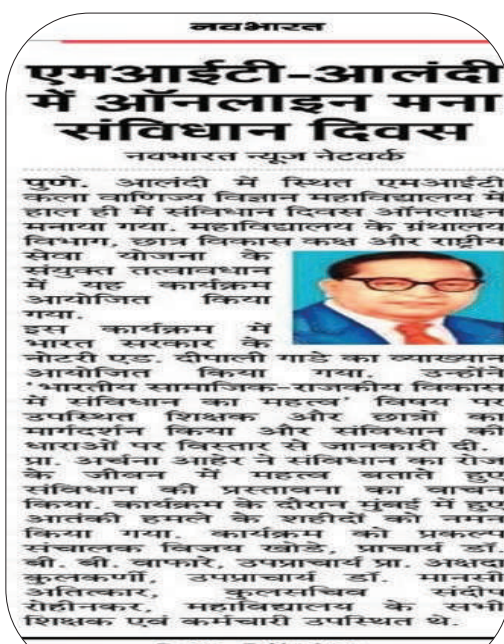 नवभारत
एमआईटी-आलंदी
में ऑनलाइन मना
संविधान दिवस
नवभारत न्यूज नेटवर्क
पुणे. आलंदी में स्थित एमआईटी
कला वाणिज्य विज्ञान महाविद्यालय में
हाल ही में संविधान दिवस ऑनलाइन
मनाया गया. महाविद्यालय के ग्रंथालय
विभाग, छात्र विकास कक्ष और राष्ट्रीय
सेवा योजना के
संयुक्त तत्वावधान
में यह कार्यक्रम
आयोजित किया
गया.
इस कार्यक्रम में
भारत सरकार के
नोटरी एड. दीपाली गाडे का व्याख्यान
आयोजित किया गया. उन्होंने
'भारतीय सामाजिक-राजकीय विकास
में संविधान का महत्व' विषय पर
उपस्थित शिक्षक और छात्रों का
मार्गदर्शन किया और संविधान की
धाराओं पर विस्तार से जानकारी दी.
प्रा. अर्चना आहेर ने संविधान का रोज
के जीवन में महत्व बताते हुए
संविधान की प्रस्तावना का वाचन
किया. कार्यक्रम के दौरान मुंबई में हुए
आतंकी हमले के शहीदों को नमन
किया गया. कार्यक्रम को प्रकल्प
संचालक विजय खोडे, प्राचार्य डॉ.
बी. बी. वाफारे, उपप्राचार्य प्रा. अक्षदा
कुलकर्णी, उपप्राचार्य डॉ. मानसी
अतितकार, कुलसचिव संदीप
रोहीनकर, महाविद्यालय के सभी
शिक्षक एवं कर्मचारी उपस्थित थे.